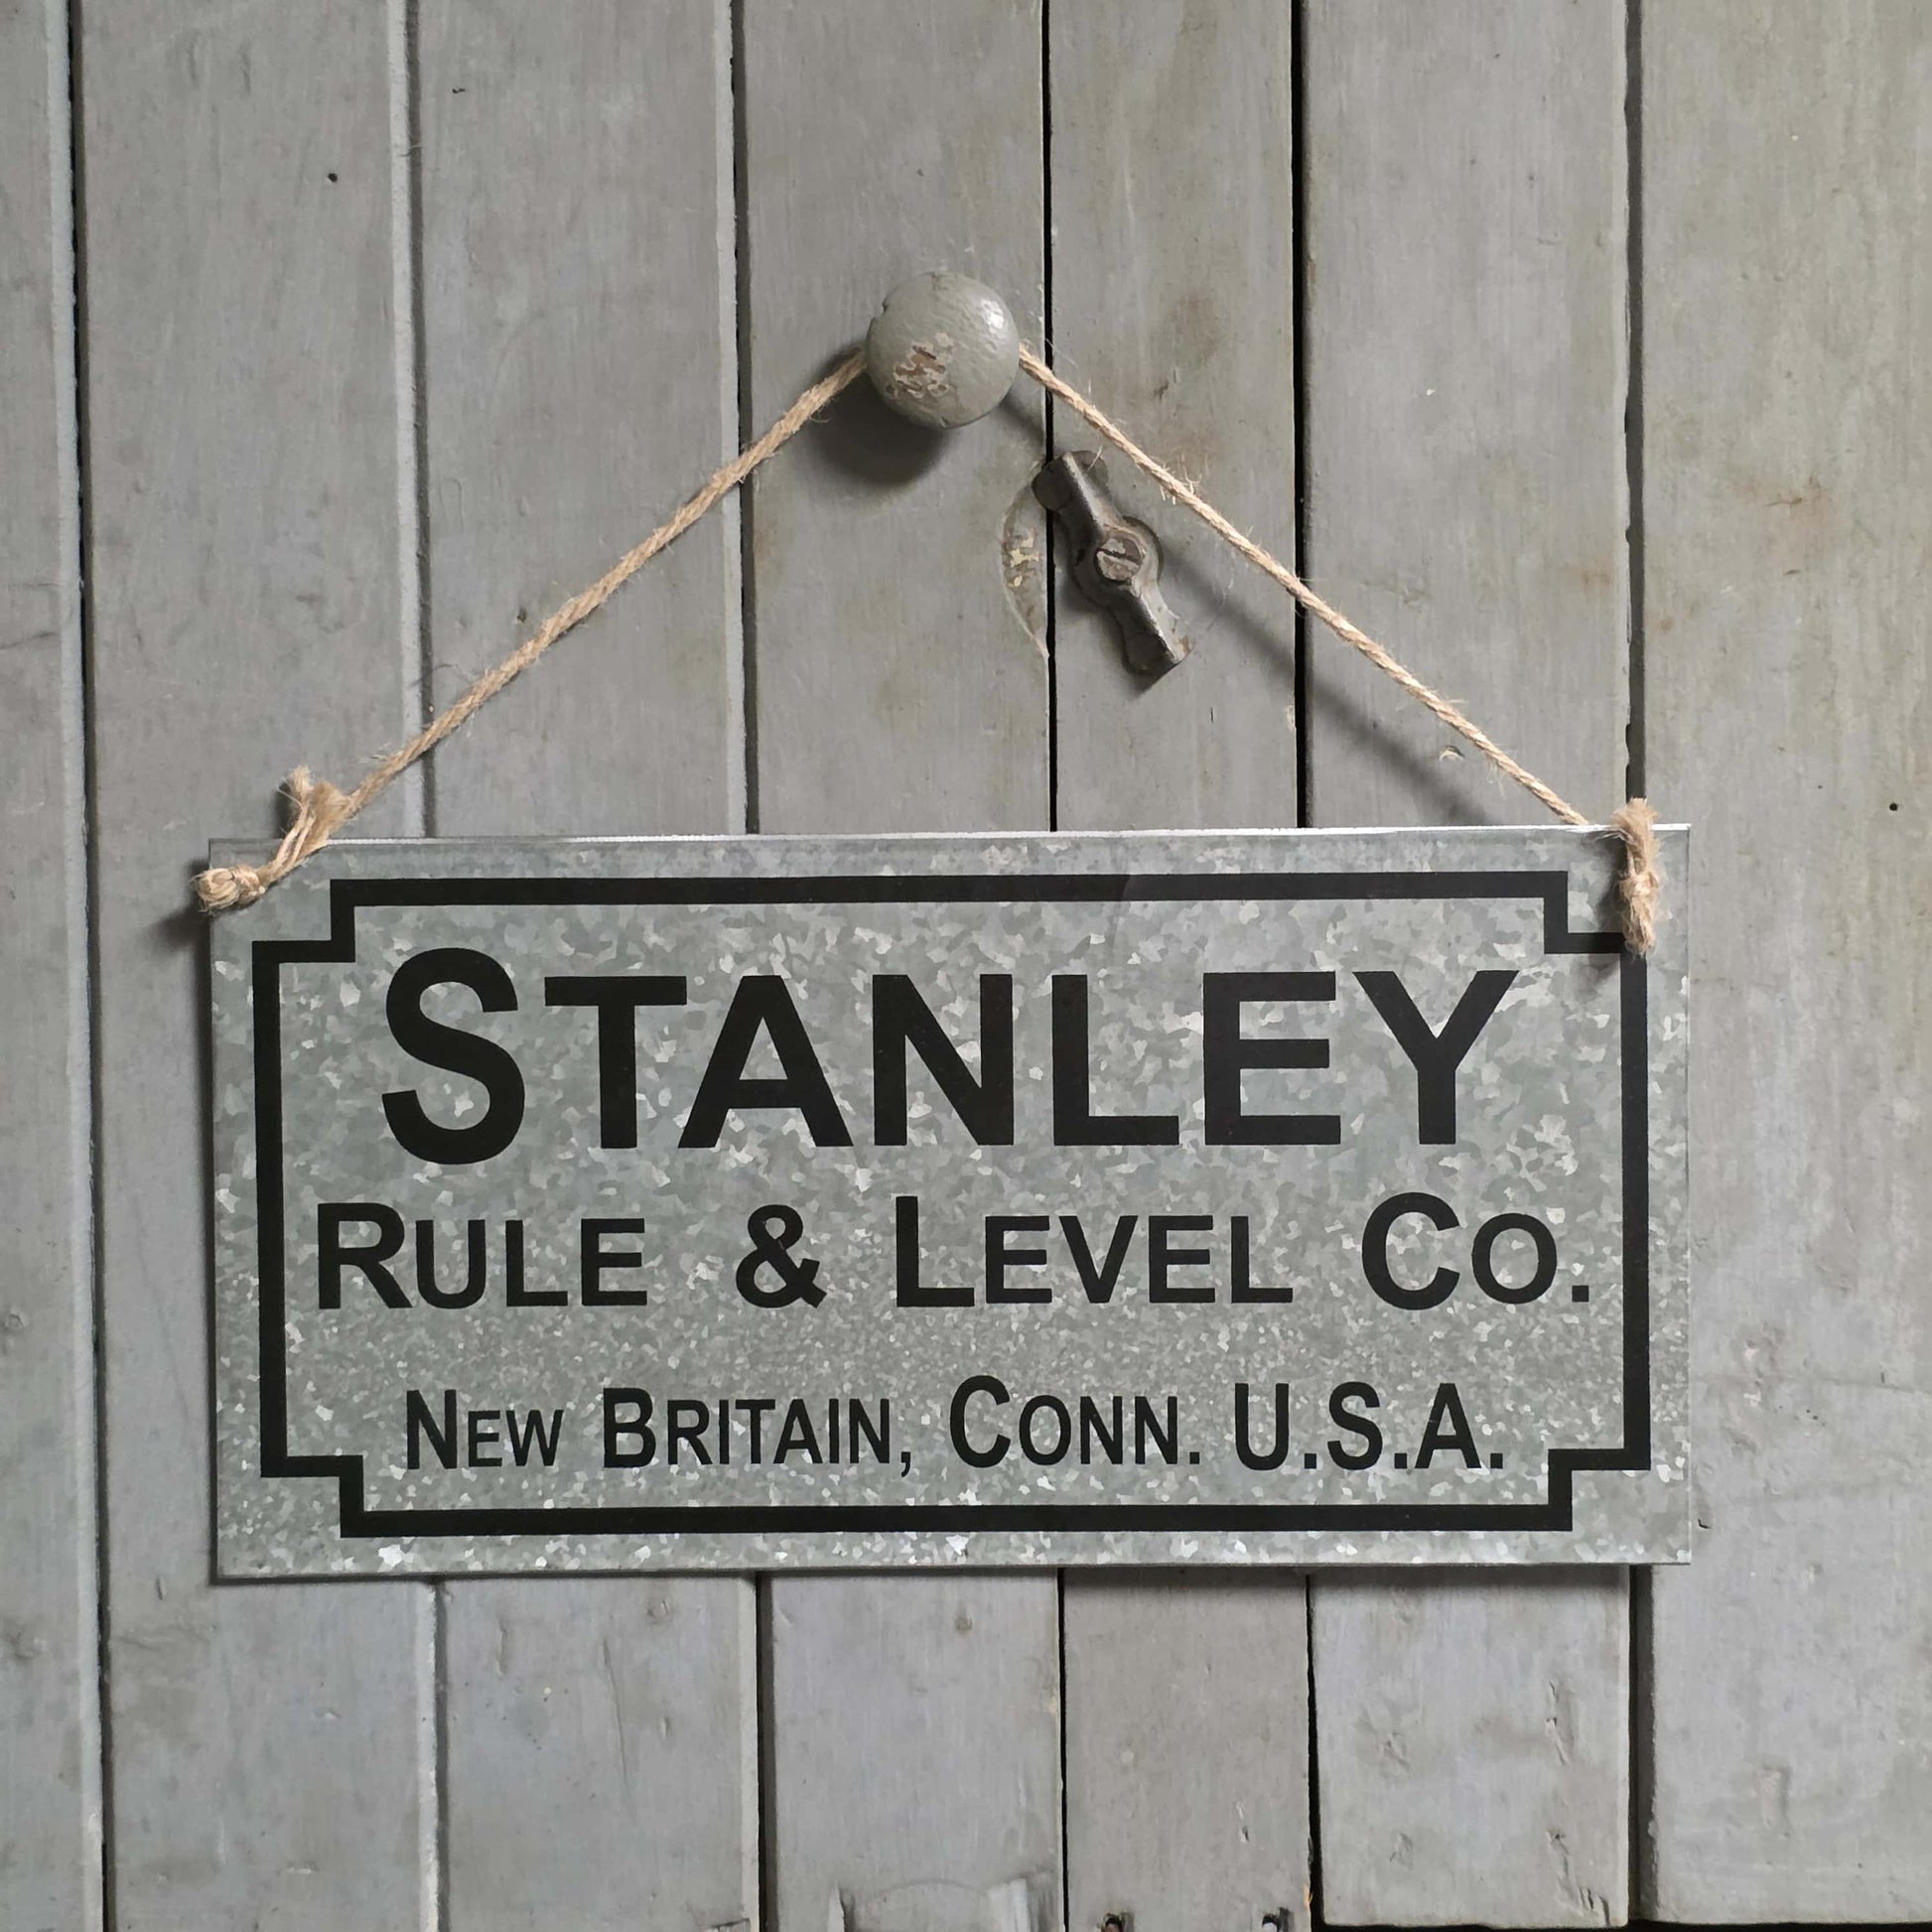 STANLEY
RULE & LEVEL CO.
NEW BRITAIN, CONN. U.S.A.